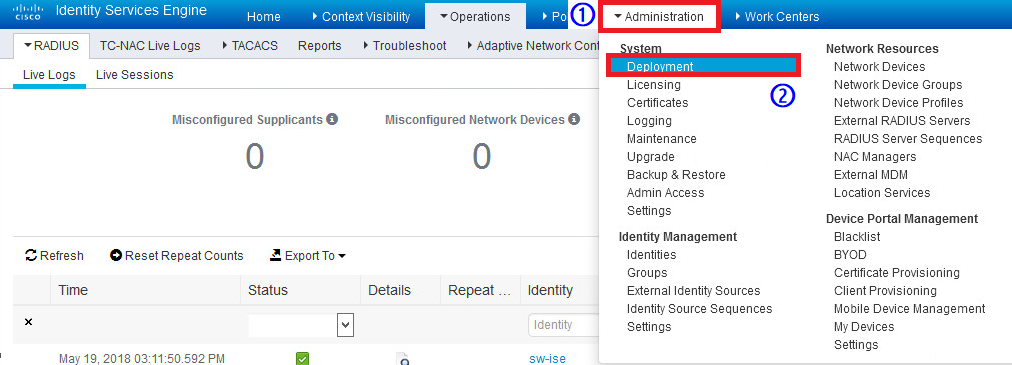 cisco Identity Services Engine Home Context Visibility Operations Po 1 Administration Work Centers
RADIUS TC-NAC Live Logs TACACS Reports Troubleshoot Adaptive Network Cont
Live Logs Live Sessions
Misconfigured Supplicants Misconfigured Network Devices
0 0
Refresh Reset Repeat Counts Export To
Time Status Details Repeat ... Identity
× Identity
May 19, 2018 03:11:50.592 PM sw-ise
System
Deployment
2
Licensing
Certificates
Logging
Maintenance
Upgrade
Backup & Restore
Admin Access
Settings
Identity Management
Identities
Groups
External Identity Sources
Identity Source Sequences
Settings
Network Resources
Network Devices
Network Device Groups
Network Device Profiles
External RADIUS Servers
RADIUS Server Sequences
NAC Managers
External MDM
Location Services
Device Portal Management
Blacklist
BYOD
Certificate Provisioning
Client Provisioning
Mobile Device Management
My Devices
Settings